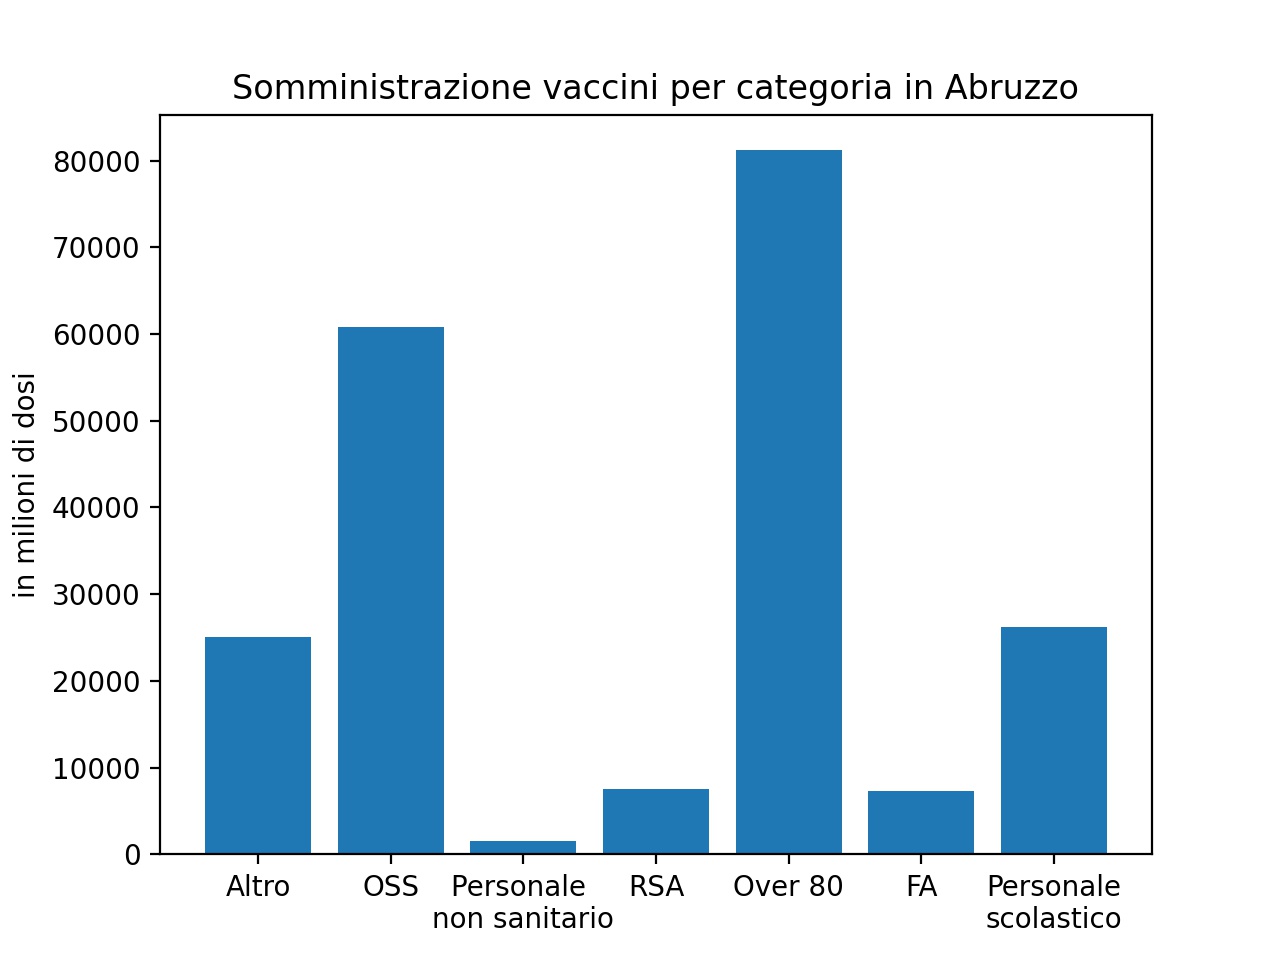 Somministrazione vaccini per categoria in Abruzzo
in milioni di dosi
80000
70000
60000
50000
40000
30000
20000
10000
0
Altro
OSS
Personale
non sanitario
RSA
Over 80
FA
Personale
scolastico